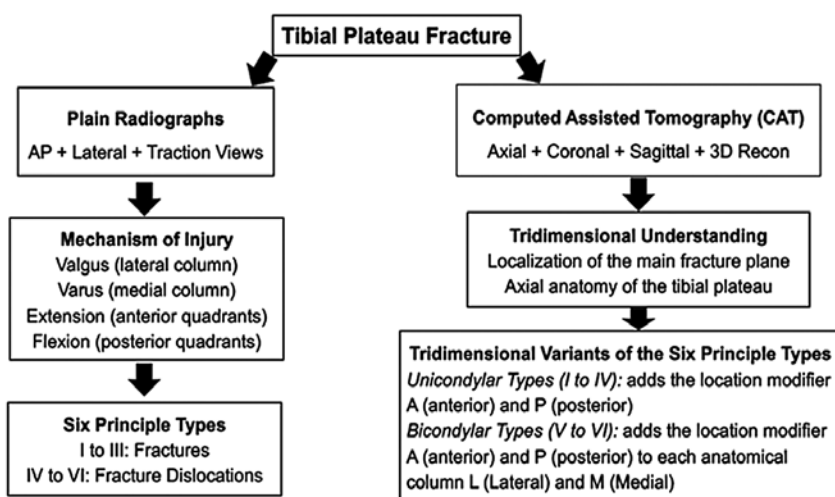 Tibial Plateau Fracture
Plain Radiographs
AP + Lateral + Traction Views
Mechanism of Injury
Valgus (lateral column)
Varus (medial column)
Extension (anterior quadrants)
Flexion (posterior quadrants)
Six Principle Types
I to III: Fractures
IV to VI: Fracture Dislocations
Computed Assisted Tomography (CAT)
Axial + Coronal + Sagittal + 3D Recon
Tridimensional Understanding
Localization of the main fracture plane
Axial anatomy of the tibial plateau
Tridimensional Variants of the Six Principle Types
Unicondylar Types (I to IV): adds the location modifier
A (anterior) and P (posterior)
Bicondylar Types (V to VI): adds the location modifier
A (anterior) and P (posterior) to each anatomical
column L (Lateral) and M (Medial)